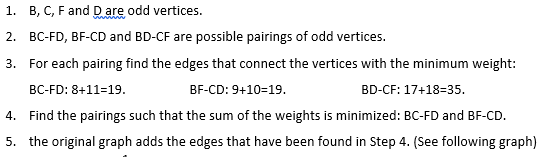 1. B, C, F and D are odd vertices.
2. BC-FD, BF-CD and BD-CF are possible pairings of odd vertices.
3. For each pairing find the edges that connect the vertices with the minimum weight:
BC-FD: 8+11=19. BF-CD: 9+10=19. BD-CF: 17+18=35.
4. Find the pairings such that the sum of the weights is minimized: BC-FD and BF-CD.
5. the original graph adds the edges that have been found in Step 4. (See following graph)